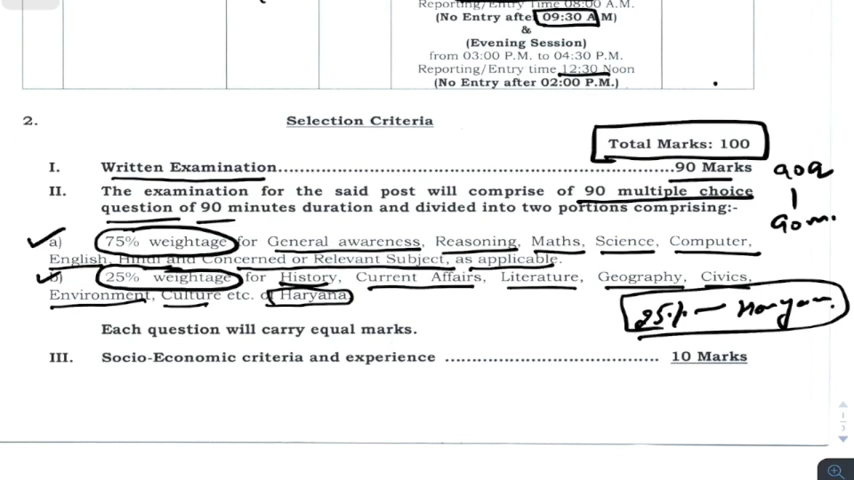 Reporting/Entry Time 08:00 A.M.
(No Entry after 09:30 A.M)
&
(Evening Session)
from 03:00 P.M. to 04:30 P.M.
Reporting/Entry time 12:30 Noon
(No Entry after 02:00 P.M.)
2. Selection Criteria
Total Marks: 100
I. Written Examination..........................................................................90 Marks
II. The examination for the said post will comprise of 90 multiple choice
question of 90 minutes duration and divided into two portions comprising:-
90Q
90m.
a) 75% weightage for General awareness, Reasoning, Maths, Science, Computer,
English, Hindi and Concerned or Relevant Subject, as applicable.
b) 25% weightage for History, Current Affairs, Literature, Geography, Civics,
Environment, Culture etc. of Haryana.
25% — Haryana.
Each question will carry equal marks.
III. Socio-Economic criteria and experience ....................................... 10 Marks
1
3